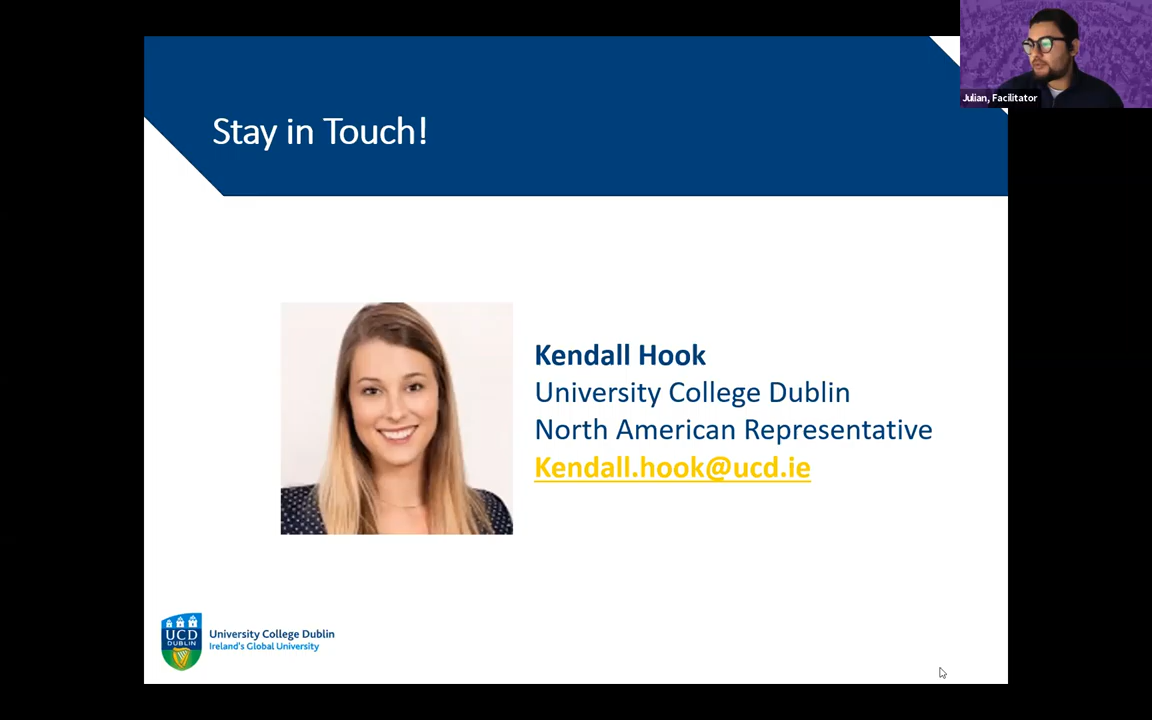 Julian, Facilitator
Stay in Touch!
Kendall Hook
University College Dublin
North American Representative
Kendall.hook@ucd.ie
UCD
DUBLIN
University College Dublin
Ireland's Global University